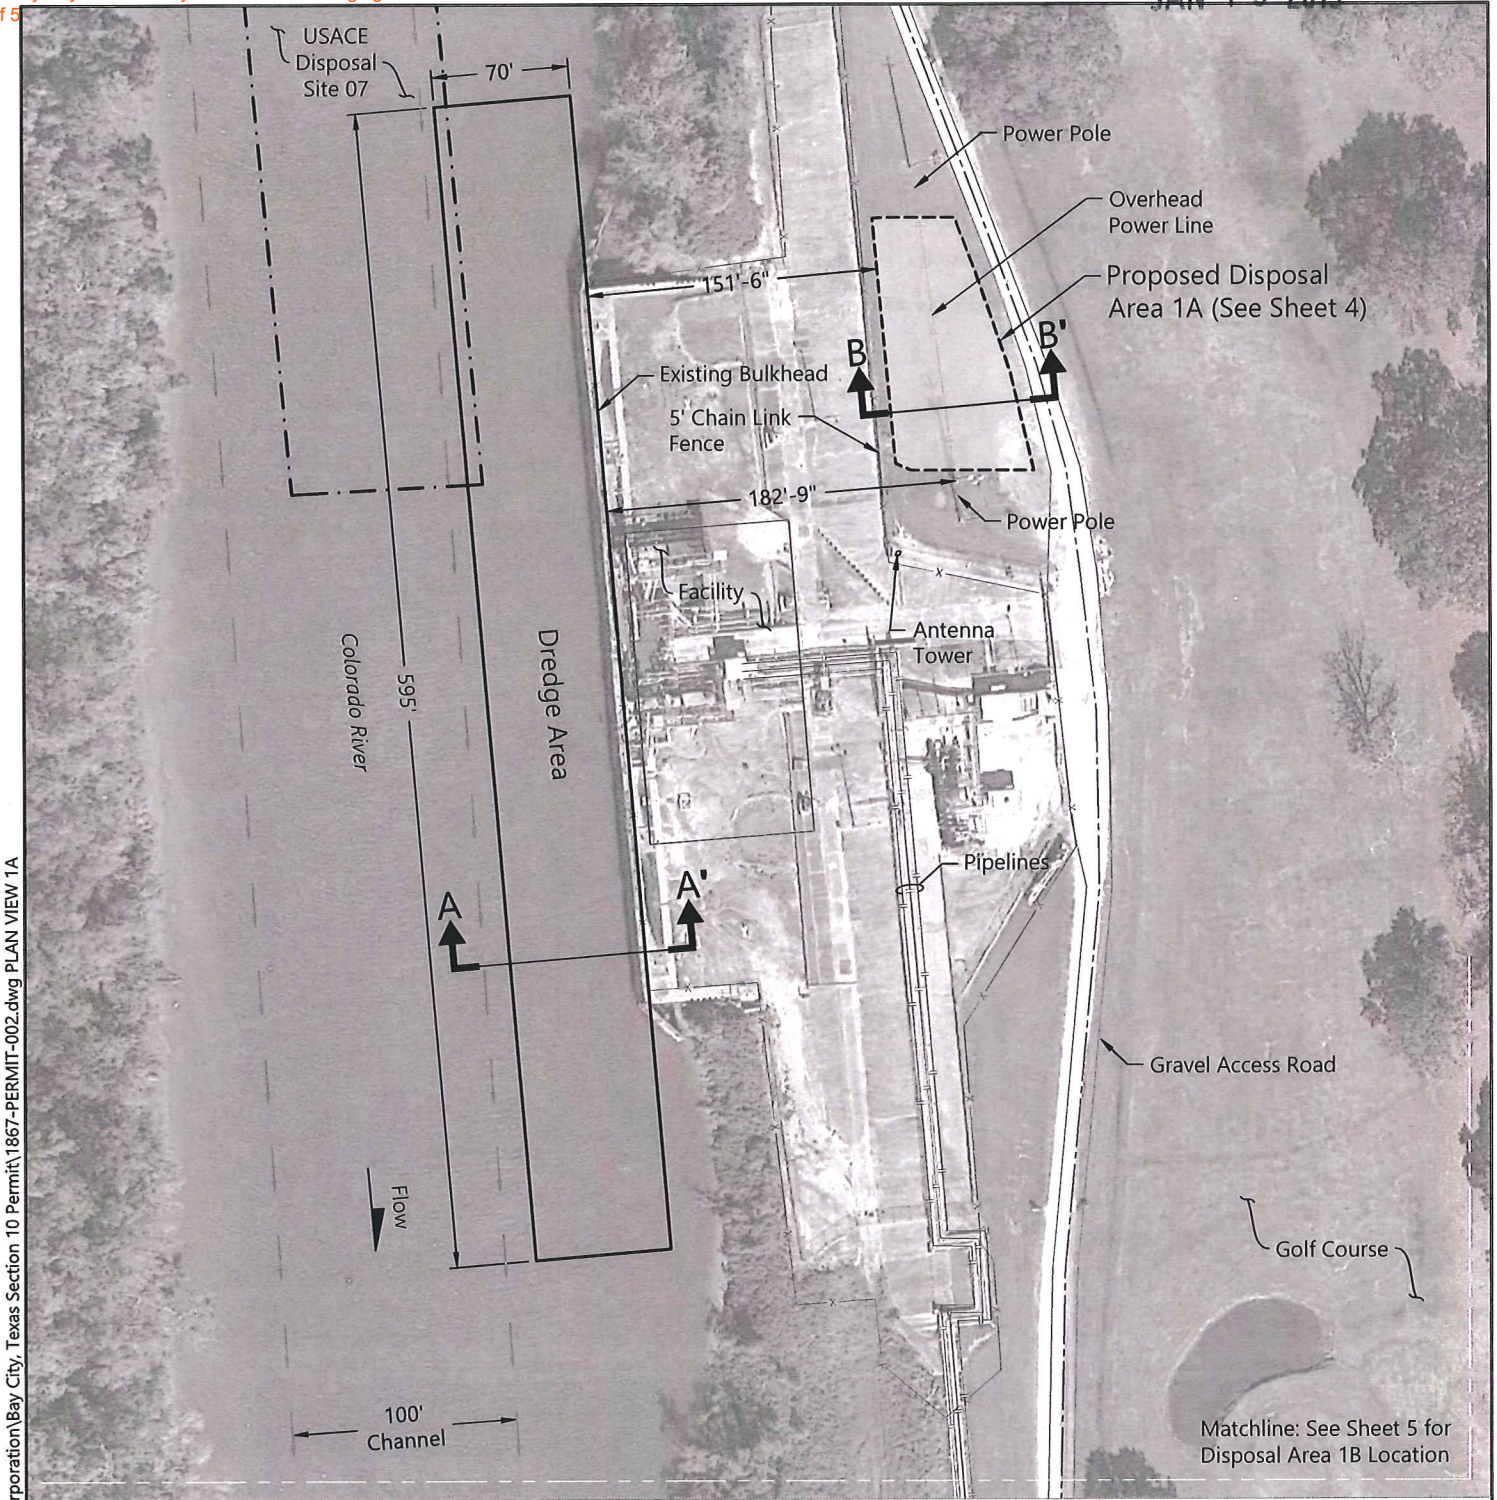 f 5
USACE
Disposal
Site 07
70'
Power Pole
Overhead
Power Line
Proposed Disposal
Area 1A (See Sheet 4)
151'-6"
B
B'
Existing Bulkhead
5' Chain Link
Fence
182'-9"
Power Pole
Facility
Antenna
Tower
Colorado River
595'
Dredge Area
Pipelines
A
A'
Gravel Access Road
Flow
Golf Course
100'
Channel
Matchline: See Sheet 5 for
Disposal Area 1B Location
rporation\Bay City, Texas Section 10 Permit\1867-PERMIT-002.dwg PLAN VIEW 1A